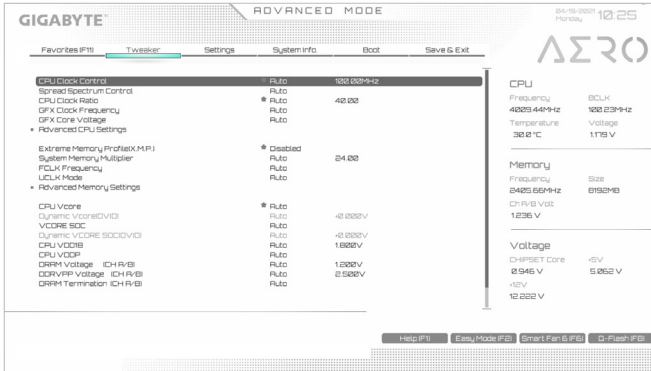 GIGABYTE™
ADVANCED MODE
04/19/2021
Monday
10:25
Favorites (F11) Tweaker Settings System Info. Boot Save & Exit
AERO
CPU Clock Control Auto 100.00MHz
Spread Spectrum Control Auto
CPU Clock Ratio Auto 40.00
GFX Clock Frequency Auto
GFX Core Voltage Auto
Advanced CPU Settings
Extreme Memory Profile(X.M.P.) Disabled
System Memory Multiplier Auto 24.00
FCLK Frequency Auto
UCLK Mode Auto
Advanced Memory Settings
CPU Vcore Auto
Dynamic Vcore(DVID) Auto +0.000V
VCORE SOC Auto
Dynamic VCORE SOC(DVID) Auto +0.000V
CPU VDD18 Auto 1.800V
CPU VDDP Auto
DRAM Voltage (CH A/B) Auto 1.200V
DDRVPP Voltage (CH A/B) Auto 2.500V
DRAM Termination (CH A/B) Auto
CPU
Frequency BCLK
4009.44MHz 100.23MHz
Temperature Voltage
30.0 °C 1.179 V
Memory
Frequency Size
2405.66MHz 8192MB
Ch A/B Volt
1.236 V
Voltage
CHIPSET Core +5V
0.946 V 5.062 V
+12V
12.222 V
Help (F1) Easy Mode (F2) Smart Fan 6 (F6) Q-Flash (F8)